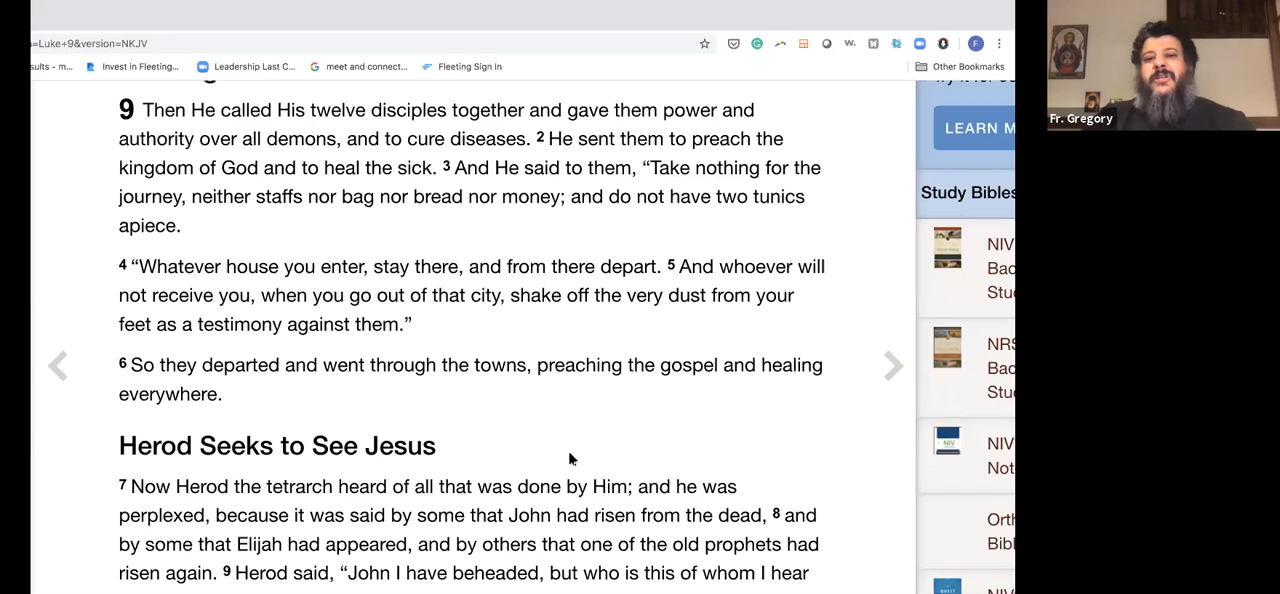 =Luke+9&version=NKJV
sults - m...
Invest in Fleeting...
Leadership Last C...
meet and connect...
Flexjet Sign In
Other Bookmarks
LEARN M
Fr. Gregory
9 Then He called His twelve disciples together and gave them power and
authority over all demons, and to cure diseases. 2 He sent them to preach the
kingdom of God and to heal the sick. 3 And He said to them, “Take nothing for the
journey, neither staffs nor bag nor bread nor money; and do not have two tunics
apiece.
4 “Whatever house you enter, stay there, and from there depart. 5 And whoever will
not receive you, when you go out of that city, shake off the very dust from your
feet as a testimony against them.”
6 So they departed and went through the towns, preaching the gospel and healing
everywhere.
Herod Seeks to See Jesus
7 Now Herod the tetrarch heard of all that was done by Him; and he was
perplexed, because it was said by some that John had risen from the dead, 8 and
by some that Elijah had appeared, and by others that one of the old prophets had
risen again. 9 Herod said, “John I have beheaded, but who is this of whom I hear
Study Bibles
NIV
Bac
Stu
NRS
Bac
Stu
NIV
Not
Ort
Bib
NIV